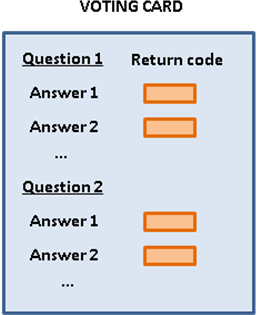 VOTING CARD
Question 1 Return code
Answer 1
Answer 2
...
Question 2
Answer 1
Answer 2
...